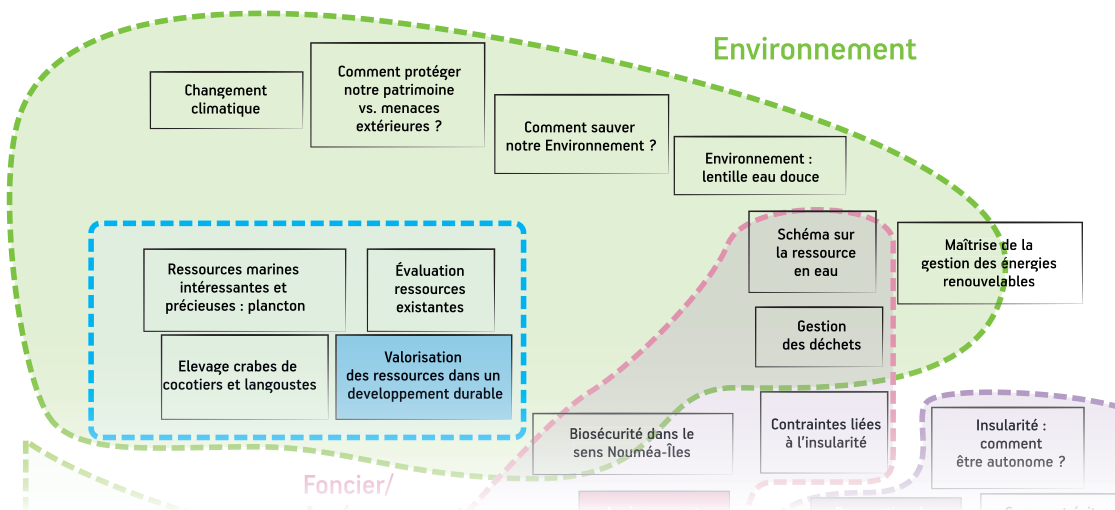 Environnement
Changement
climatique
Comment protéger
notre patrimoine
vs. menaces
extérieures ?
Comment sauver
notre Environnement ?
Environnement :
lentille eau douce
Schéma sur
la ressource
en eau
Maîtrise de la
gestion des énergies
renouvelables
Ressources marines
intéressantes et
précieuses : plancton
Évaluation
ressources
existantes
Gestion
des déchets
Elevage crabes de
cocotiers et langoustes
Valorisation
des ressources dans un
developpement durable
Biosécurité dans le
sens Nouméa-Îles
Contraintes liées
à l'insularité
Insularité :
comment
être autonome ?
Foncier/